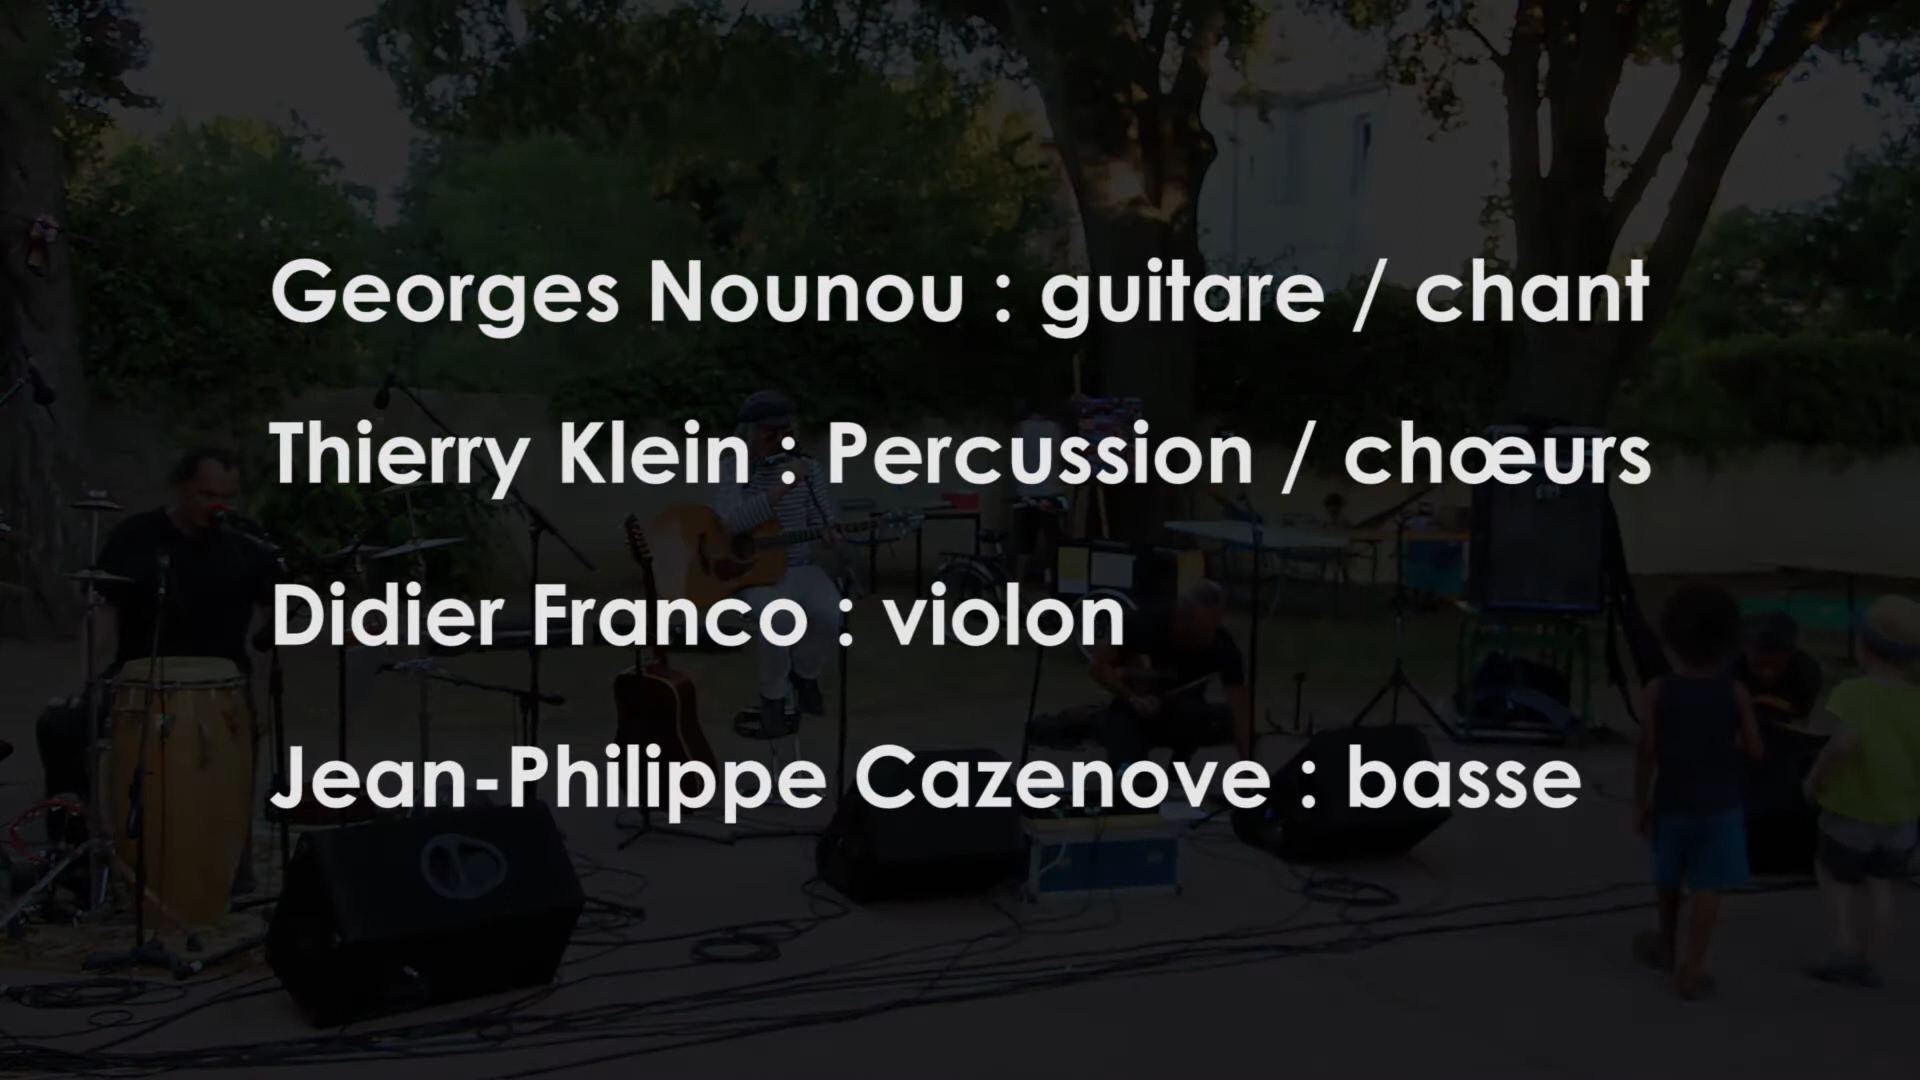 Georges Nounou : guitare / chant
Thierry Klein : Percussion / chœurs
Didier Franco : violon
Jean-Philippe Cazenove : basse